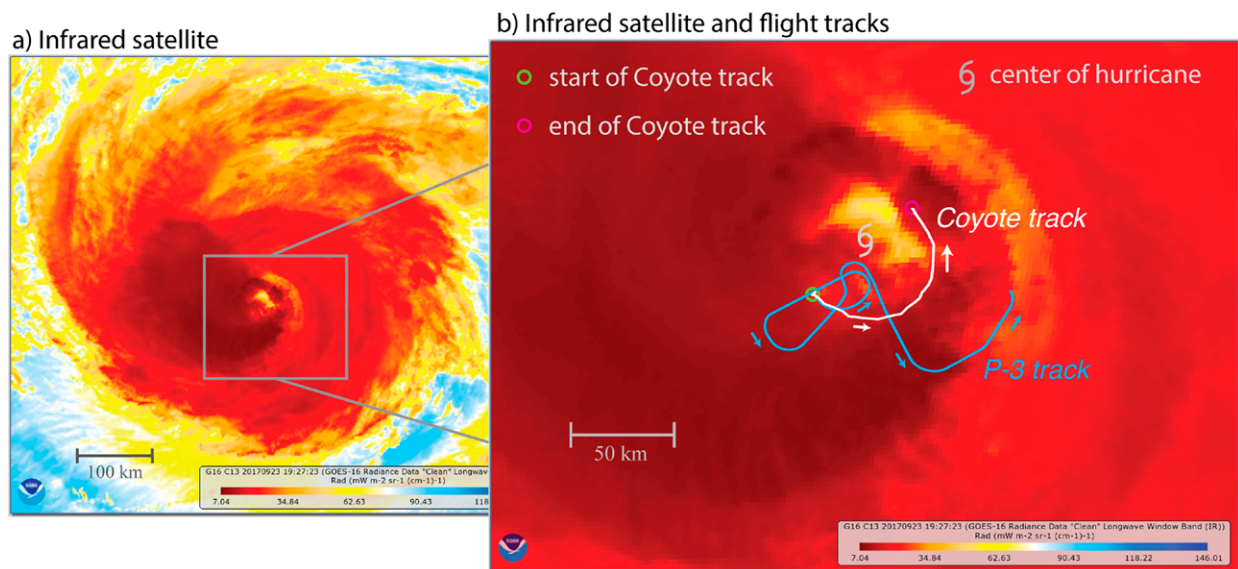 a) Infrared satellite
100 km
G16 C13 20170923 19:27:23 (GOES-16 Radiance Data "Clean" Longwave
Rad (mW m-2 sr-1 (cm-1)-1)
7.04 34.84 62.63 90.43 118
b) Infrared satellite and flight tracks
start of Coyote track
end of Coyote track
center of hurricane
Coyote track
P-3 track
50 km
G16 C13 20170923 19:27:23 (GOES-16 Radiance Data "Clean" Longwave Window Band (IR))
Rad (mW m-2 sr-1 (cm-1)-1)
7.04 34.84 62.63 90.43 118.22 146.01